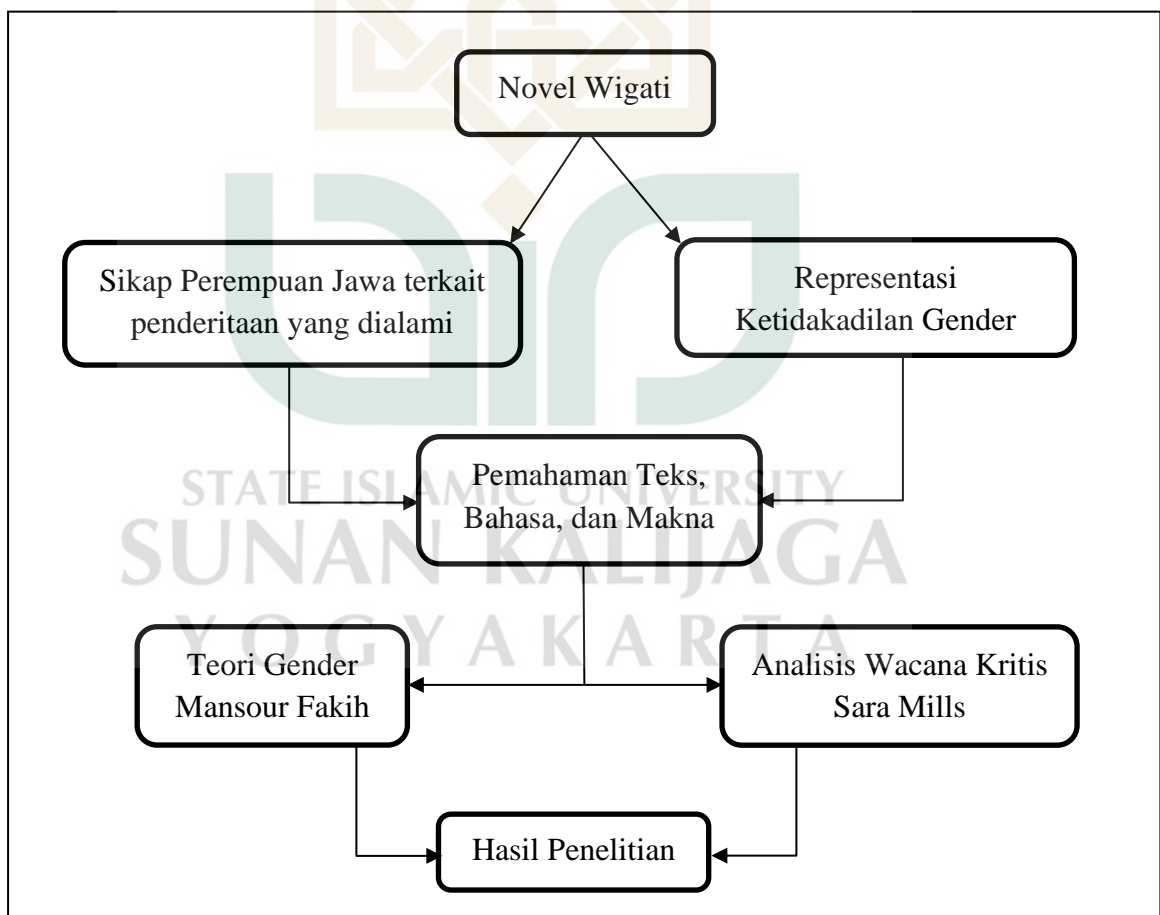 Novel Wigati
Sikap Perempuan Jawa terkait
penderitaan yang dialami
Representasi
Ketidakadilan Gender
Pemahaman Teks,
Bahasa, dan Makna
STATE ISLAMIC UNIVERSITY
SUNAN KALIJAGA
YOGYAKARTA
Teori Gender
Mansour Fakih
Analisis Wacana Kritis
Sara Mills
Hasil Penelitian